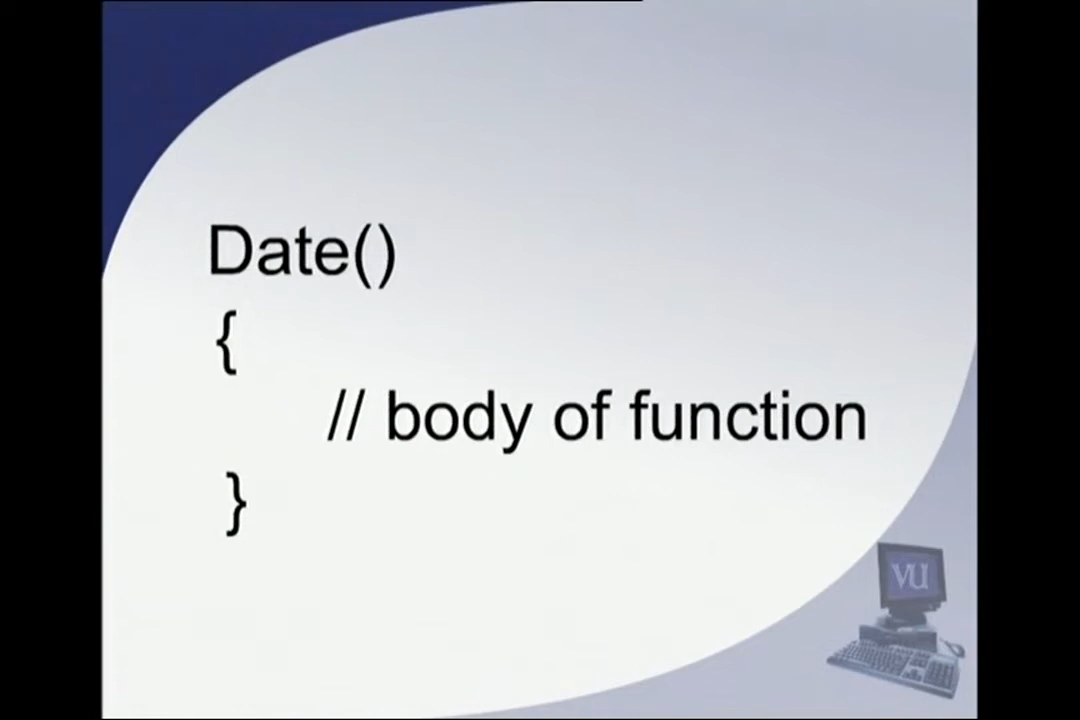 Date()
{
// body of function
}
VU